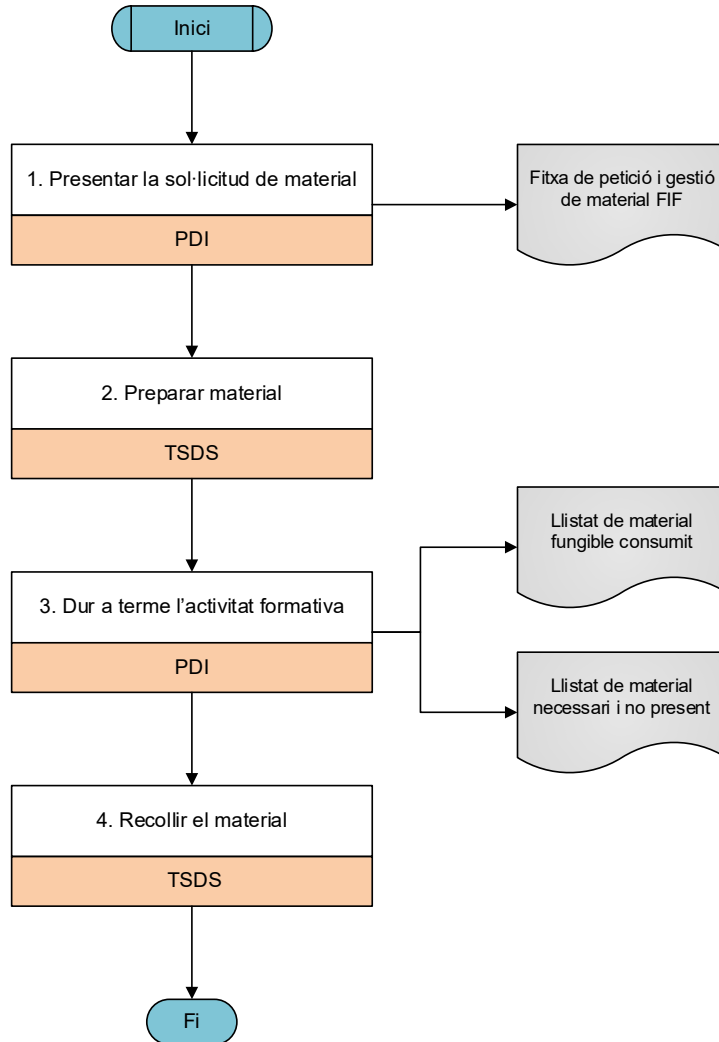 Inici
1. Presentar la sol·licitud de material
PDI
Fitxa de petició i gestió
de material FIF
2. Preparar material
TSDS
3. Dur a terme l’activitat formativa
PDI
Llistat de material
fungible consumit
Llistat de material
necessari i no present
4. Recollir el material
TSDS
Fi